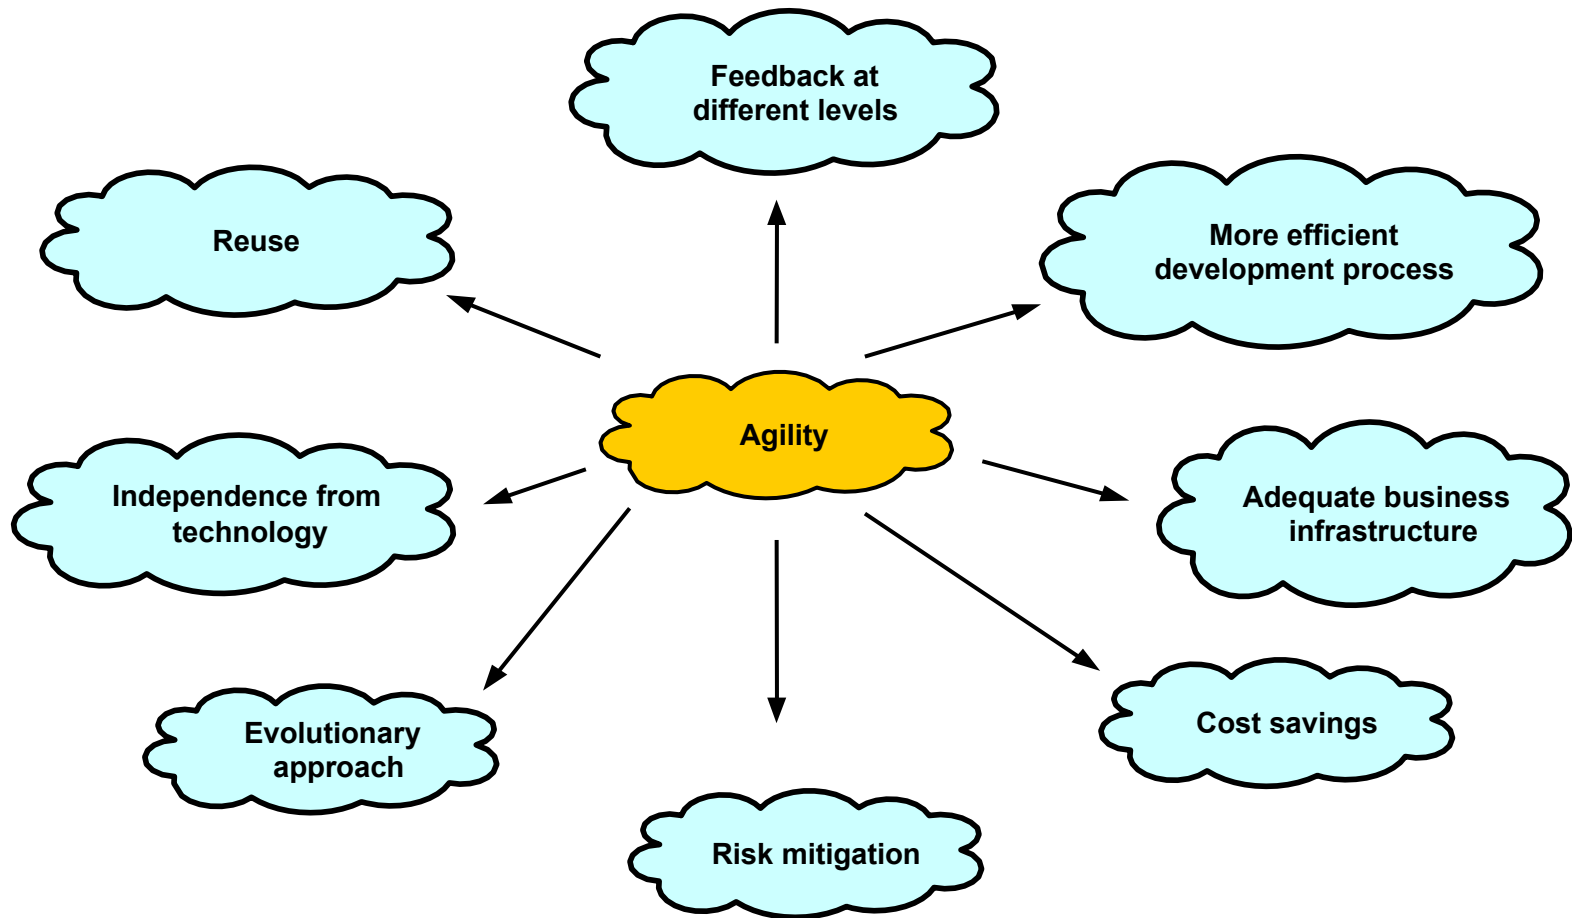 Feedback at
different levels
Reuse
More efficient
development process
Agility
Independence from
technology
Adequate business
infrastructure
Evolutionary
approach
Cost savings
Risk mitigation